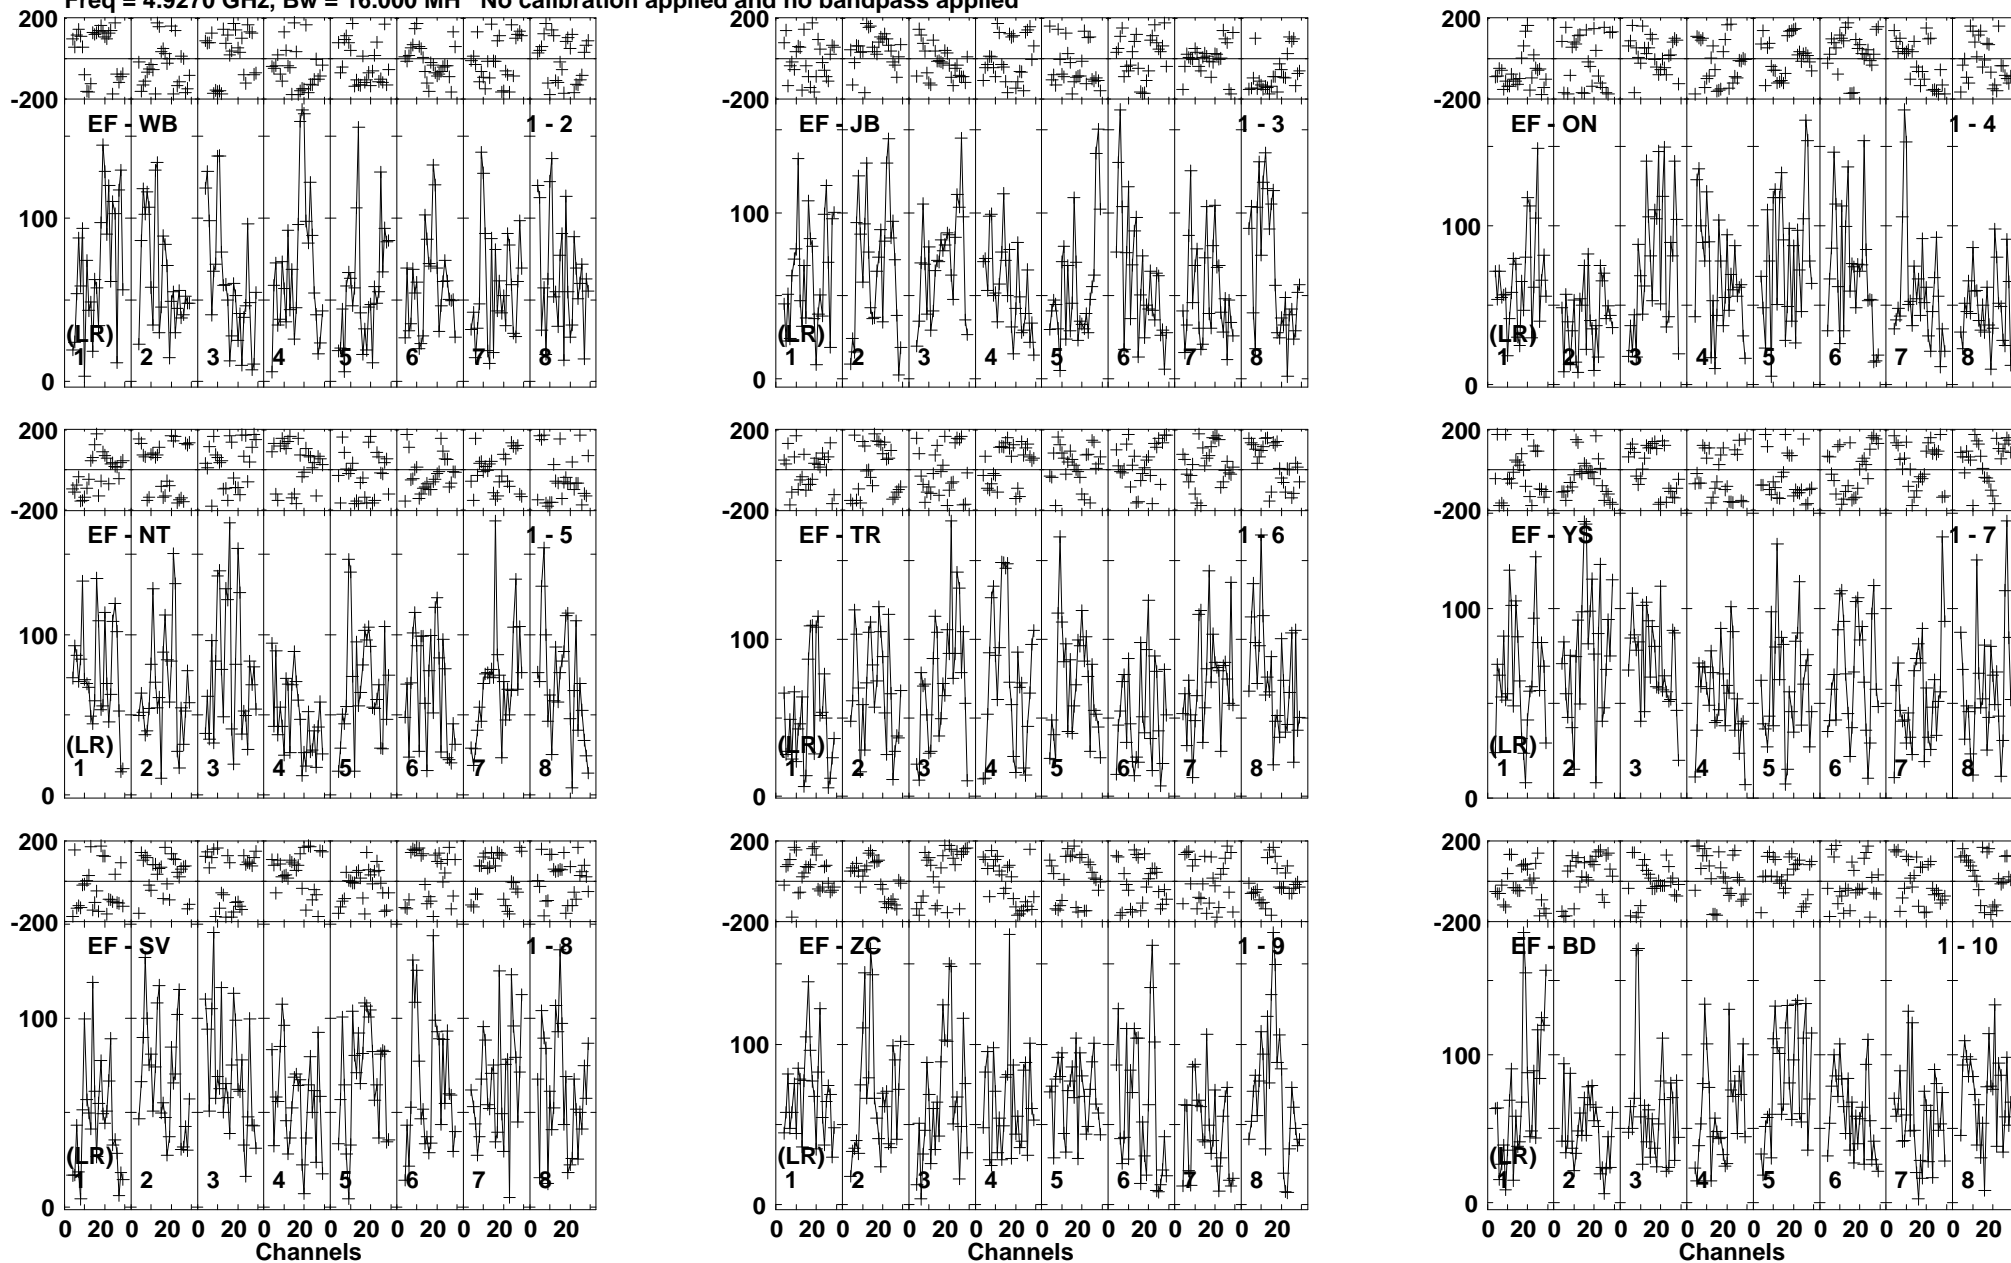 Freq = 4.9270 GHz, Bw = 16.000 MH No calibration applied and no bandpass applied
200 200 200
-200 -200 -200
EF - WB 1 - 2 EF - JB 1 - 3 EF - ON 1 - 4
100 100 100
(LR) (LR) (LR)
1 2 3 4 5 6 7 8 1 2 3 4 5 6 7 8 1 2 3 4 5 6 7 8
0 0 0
200 200 200
-200 -200 -200
EF - NT 1 - 5 EF - TR 1 - 6 EF - YS 1 - 7
100 100 100
(LR) (LR) (LR)
1 2 3 4 5 6 7 8 1 2 3 4 5 6 7 8 1 2 3 4 5 6 7 8
0 0 0
200 200 200
-200 -200 -200
EF - SV 1 - 8 EF - ZC 1 - 9 EF - BD 1 - 10
100 100 100
(LR) (LR) (LR)
1 2 3 4 5 6 7 8 1 2 3 4 5 6 7 8 1 2 3 4 5 6 7 8
0 0 0
0 20 0 20 0 20 0 20 0 20 0 20 0 20 0 20 0 20 0 20 0 20 0 20 0 20 0 20 0 20 0 20 0 20 0 20 0 20 0 20 0 20 0 20 0 20 0 20
Channels Channels Channels